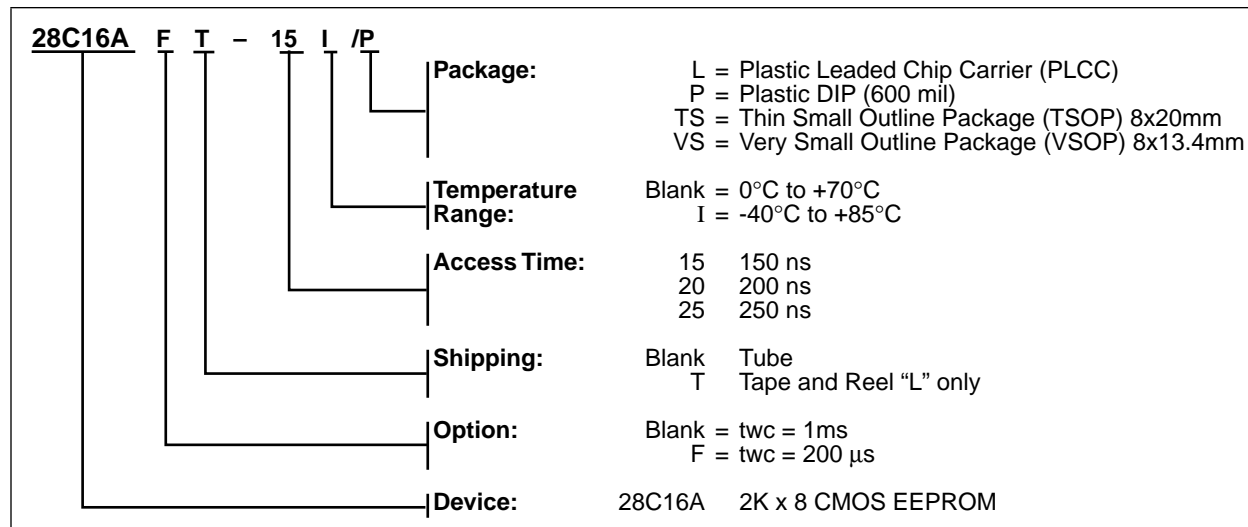 28C16A F T – 15 I /P
Package: L = Plastic Leaded Chip Carrier (PLCC)
P = Plastic DIP (600 mil)
TS = Thin Small Outline Package (TSOP) 8x20mm
VS = Very Small Outline Package (VSOP) 8x13.4mm
Temperature Blank = 0°C to +70°C
Range: I = -40°C to +85°C
Access Time: 15 150 ns
20 200 ns
25 250 ns
Shipping: Blank Tube
T Tape and Reel “L” only
Option: Blank = twc = 1ms
F = twc = 200 μs
Device: 28C16A 2K x 8 CMOS EEPROM